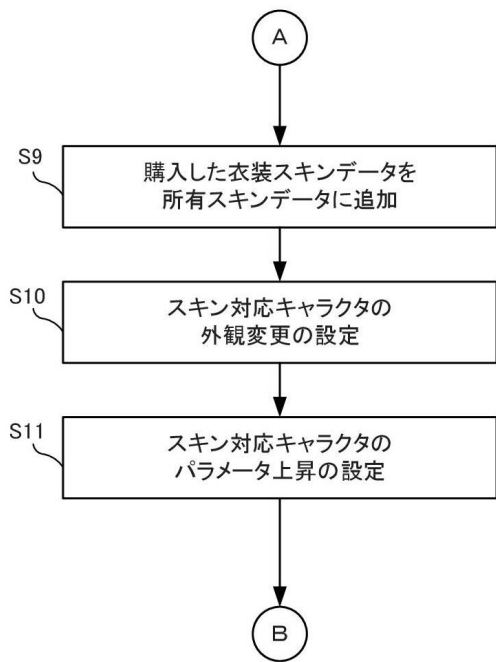 A
S9
購入した衣装スキンデータを
所有スキンデータに追加
S10
スキン対応キャラクタの
外観変更の設定
S11
スキン対応キャラクタの
パラメータ上昇の設定
B